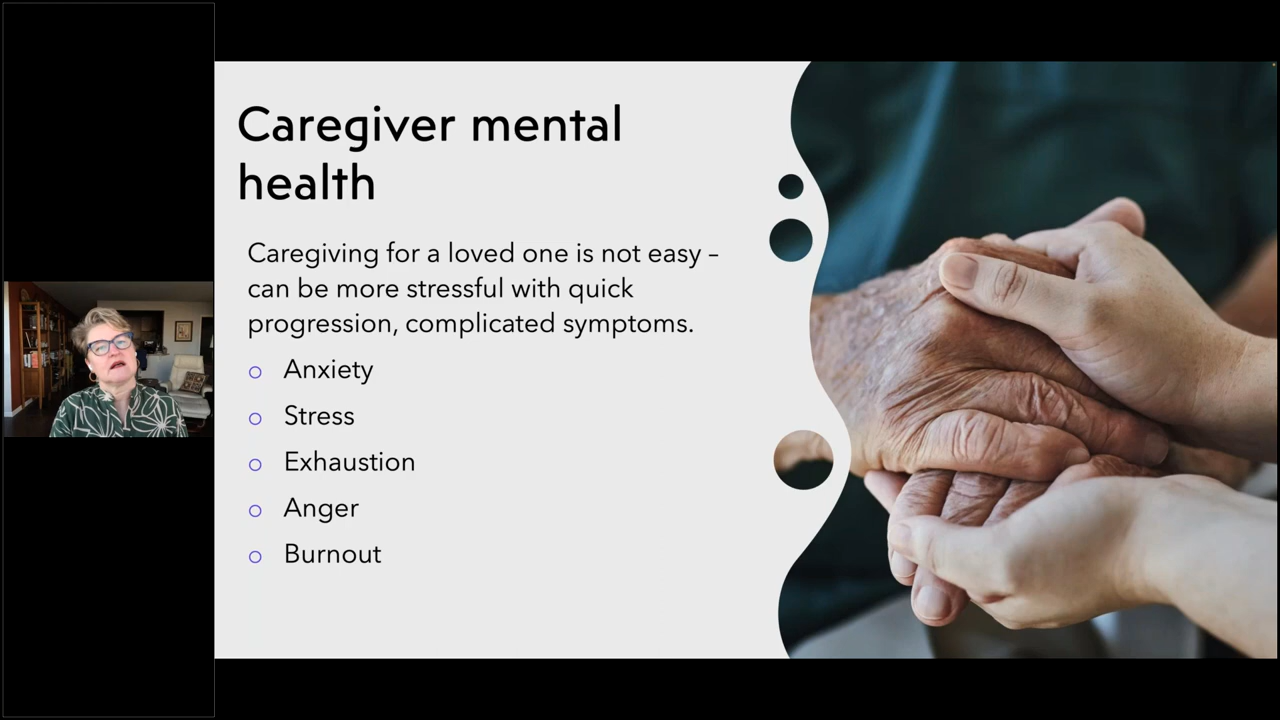 Caregiver mental
health
Caregiving for a loved one is not easy –
can be more stressful with quick
progression, complicated symptoms.
Anxiety
Stress
Exhaustion
Anger
Burnout